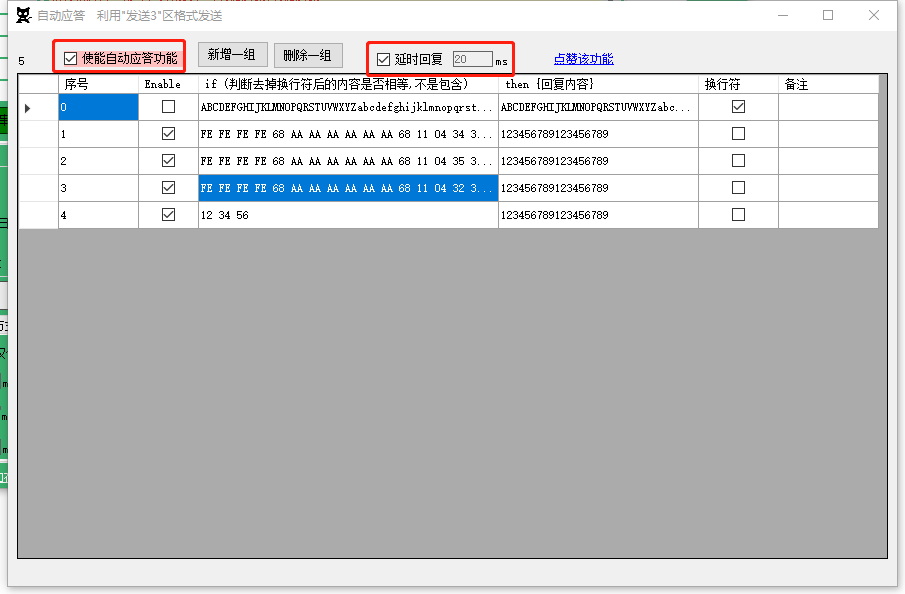 自动应答 利用"发送3"区格式发送
5 使能自动应答功能 新增一组 删除一组 延时回复 20 ms 点赞该功能
序号 Enable if (判断去掉换行符后的内容是否相等,不是包含) then {回复内容} 换行符 备注
0 ABCDEFGHIJKLMNOPQRSTUVWXYZabcdefghijklmnopqrst... ABCDEFGHIJKLMNOPQRSTUVWXYZabc...
1 FE FE FE FE 68 AA AA AA AA AA AA 68 11 04 34 3... 123456789123456789
2 FE FE FE FE 68 AA AA AA AA AA AA 68 11 04 35 3... 123456789123456789
3 FE FE FE FE 68 AA AA AA AA AA AA 68 11 04 32 3... 123456789123456789
4 12 34 56 123456789123456789